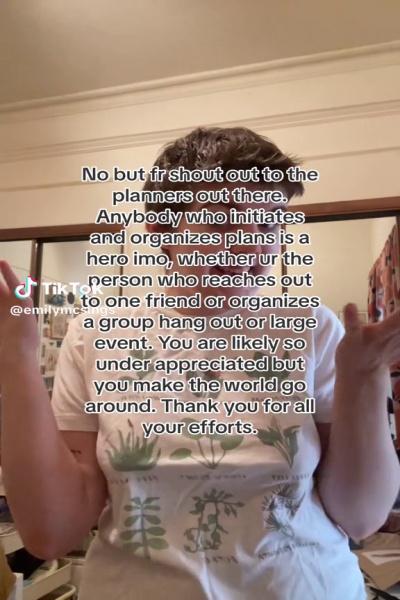 No but fr shout out to the
planners out there.
Anybody who initiates
and organizes plans is a
hero imo, whether ur the
person who reaches out
to one friend or organizes
a group hang out or large
event. You are likely so
under appreciated but
you make the world go
around. Thank you for all
your efforts.
TikTok